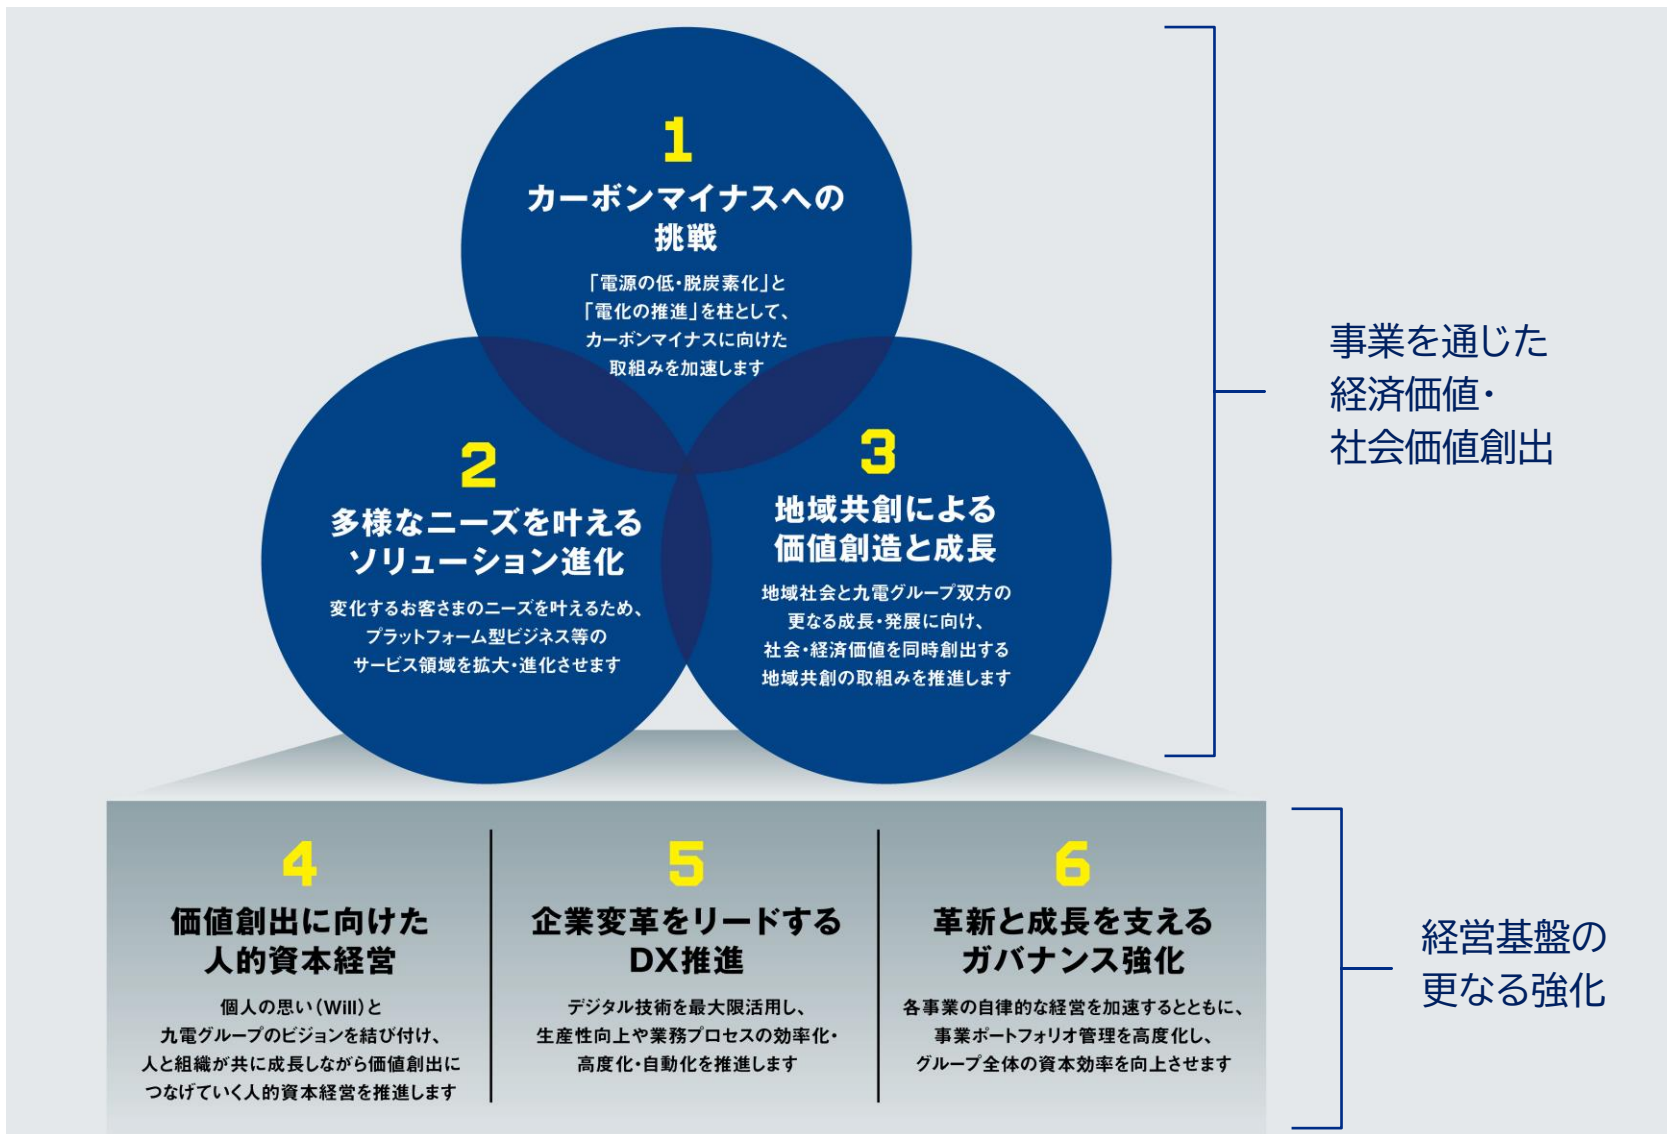 1
カーボンマイナスへの
挑戦
「電源の低・脱炭素化」と
「電化の推進」を柱として、
カーボンマイナスに向けた
取組みを加速します
2
多様なニーズを叶える
ソリューション進化
変化するお客さまのニーズを叶えるため、
プラットフォーム型ビジネス等の
サービス領域を拡大・進化させます
3
地域共創による
価値創造と成長
地域社会と九電グループ双方の
更なる成長・発展に向け、
社会・経済価値を同時創出する
地域共創の取組みを推進します
事業を通じた
経済価値・
社会価値創出
4
価値創出に向けた
人的資本経営
個人の思い（Will）と
九電グループのビジョンを結び付け、
人と組織が共に成長しながら価値創出に
つなげていく人的資本経営を推進します
5
企業変革をリードする
DX推進
デジタル技術を最大限活用し、
生産性向上や業務プロセスの効率化・
高度化・自動化を推進します
6
革新と成長を支える
ガバナンス強化
各事業の自律的な経営を加速するとともに、
事業ポートフォリオ管理を高度化し、
グループ全体の資本効率を向上させます
経営基盤の
更なる強化